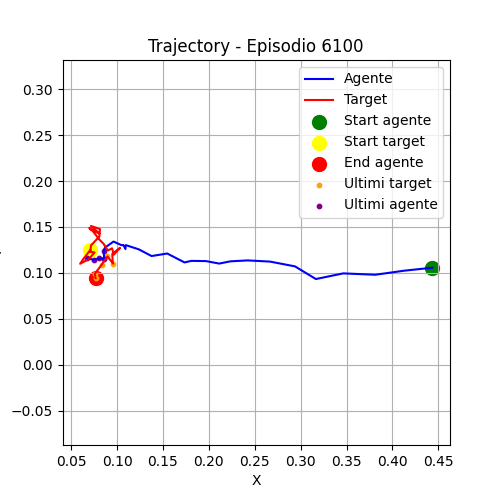 Trajectory - Episodio 6100
Agente
Target
Start agente
Start target
End agente
Ultimi target
Ultimi agente
0.30
0.25
0.20
0.15
0.10
0.05
0.00
−0.05
0.05 0.10 0.15 0.20 0.25 0.30 0.35 0.40 0.45
X